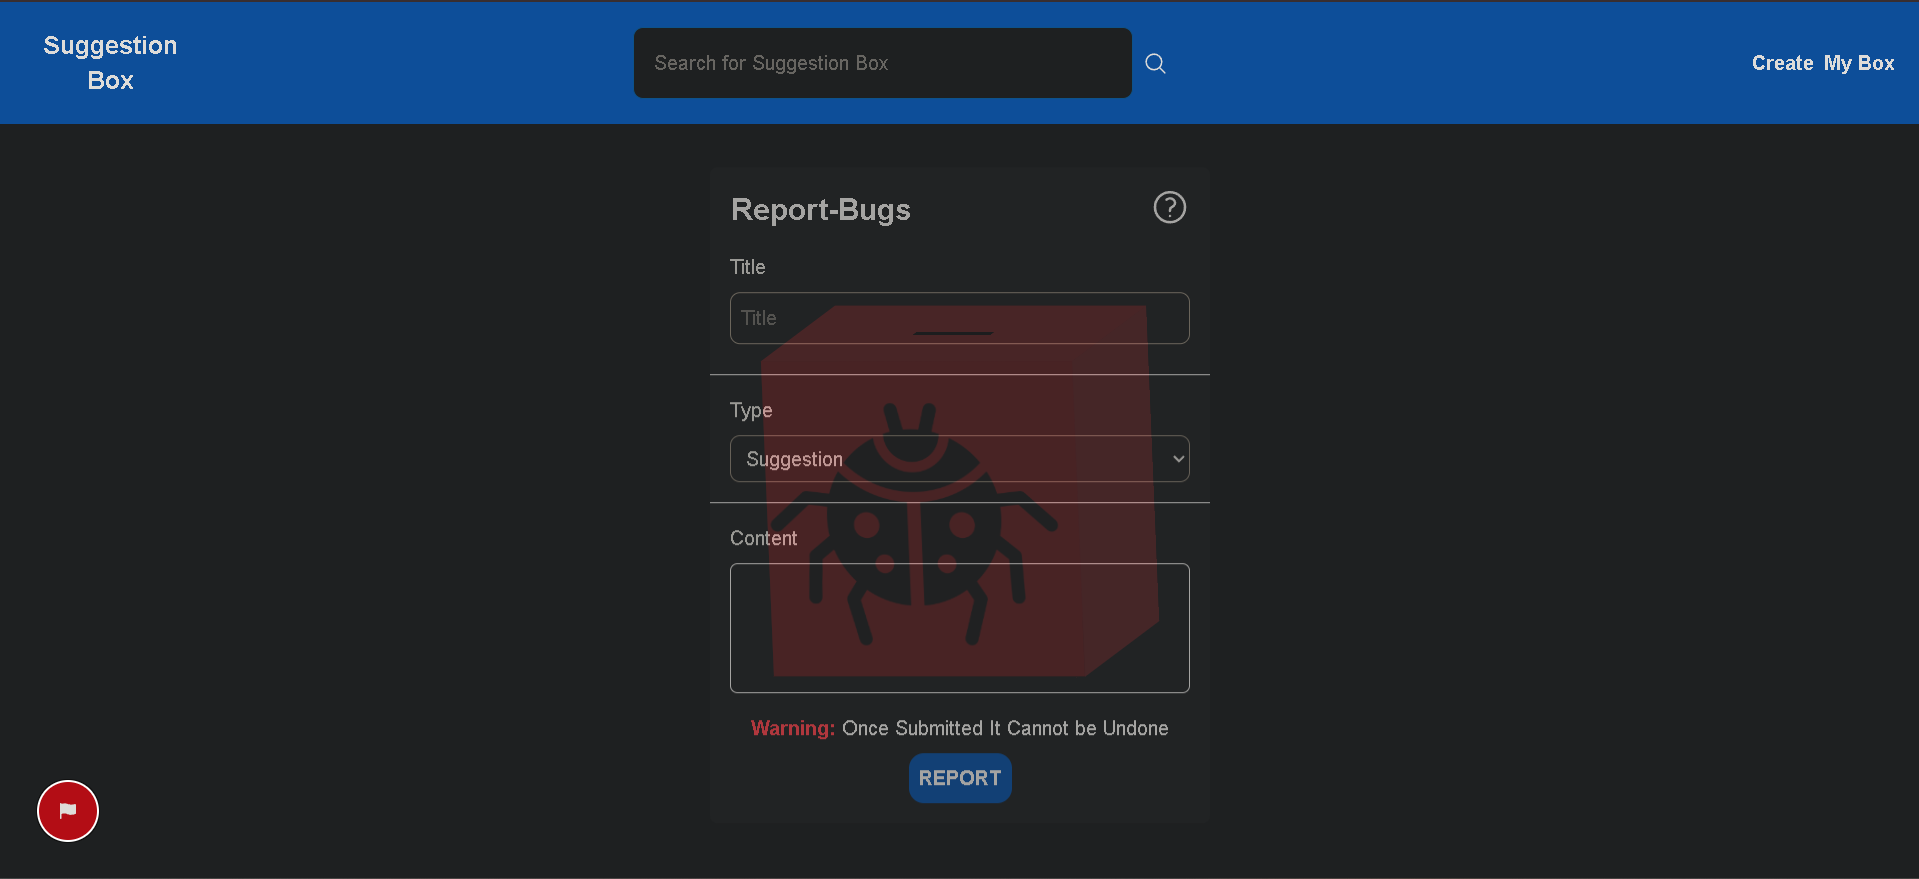 Suggestion
Box
Search for Suggestion Box
Create My Box
Report-Bugs
Title
Title
Type
Suggestion
Content
Warning: Once Submitted It Cannot be Undone
REPORT